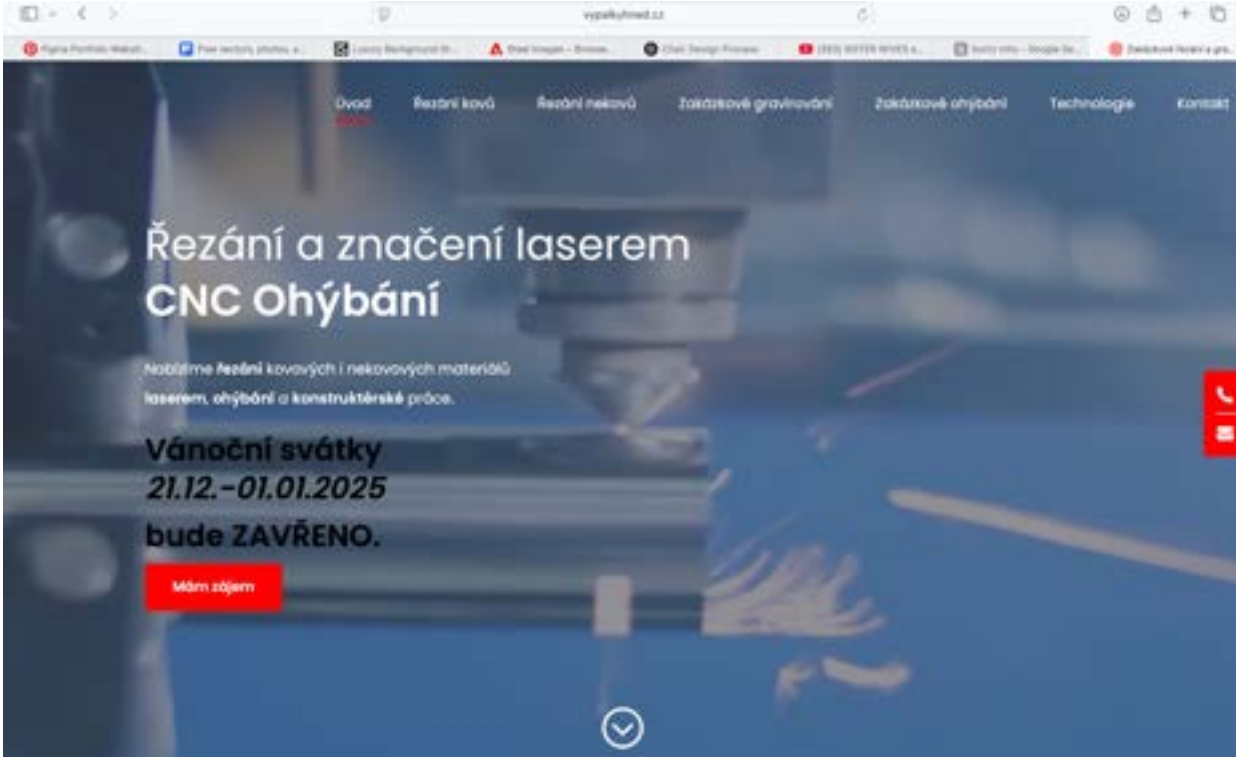 vypalkyhned.cz
Úvod
Řezání kovů
Řezání nekovů
Zakázkové gravírování
Zakázkové ohýbání
Technologie
Kontakt
Řezání a značení laserem
CNC Ohýbání
Nabízíme řezání kovových i nekovových materiálů
laserem, ohýbání a konstruktérské práce.
Vánoční svátky
21.12.-01.01.2025
bude ZAVŘENO.
Mám zájem